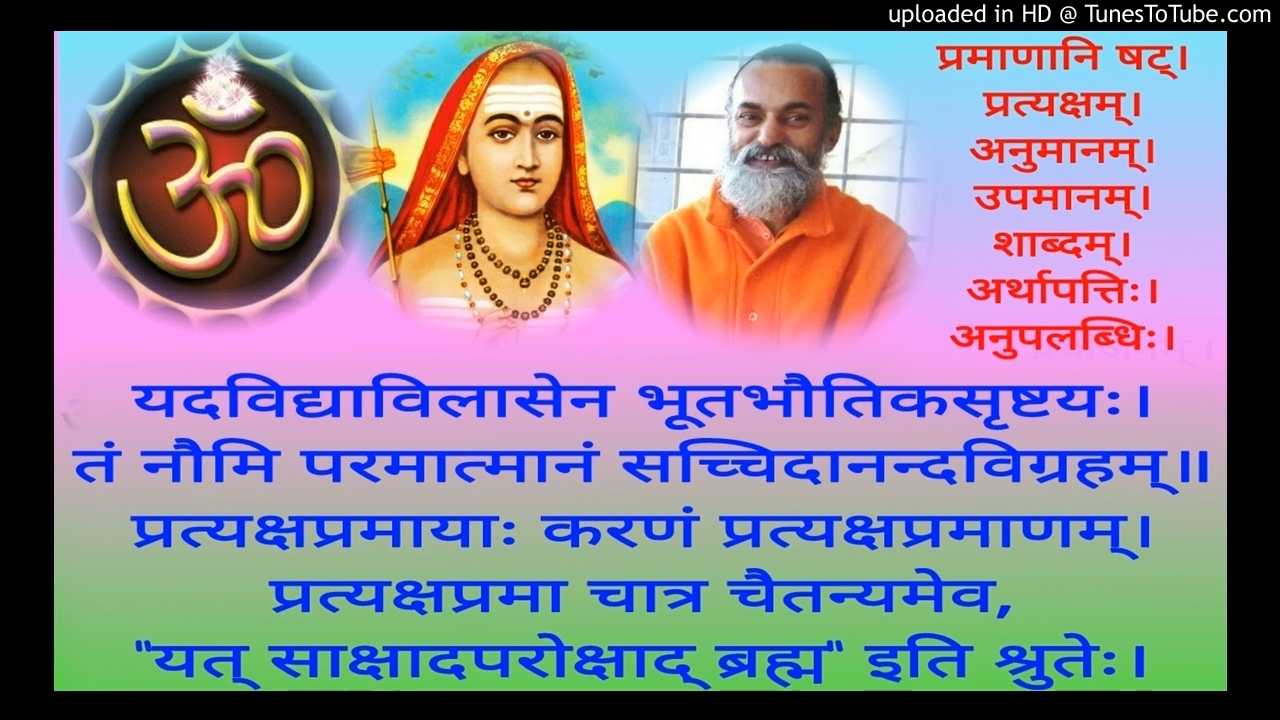 uploaded in HD @ TunesToTube.com
प्रमाणानि षट्।
प्रत्यक्षम्।
अनुमानम्।
उपमानम्।
शाब्दम्।
अर्थापत्तिः।
अनुपलब्धिः।
यदविद्याविलासेन भूतभौतिकसृष्टयः।
तं नौमि परमात्मानं सच्चिदानन्दविग्रहम्॥
प्रत्यक्षप्रमायाः करणं प्रत्यक्षप्रमाणम्।
प्रत्यक्षप्रमा चात्र चैतन्यमेव,
"यत् साक्षादपरोक्षाद् ब्रह्म" इति श्रुतेः।